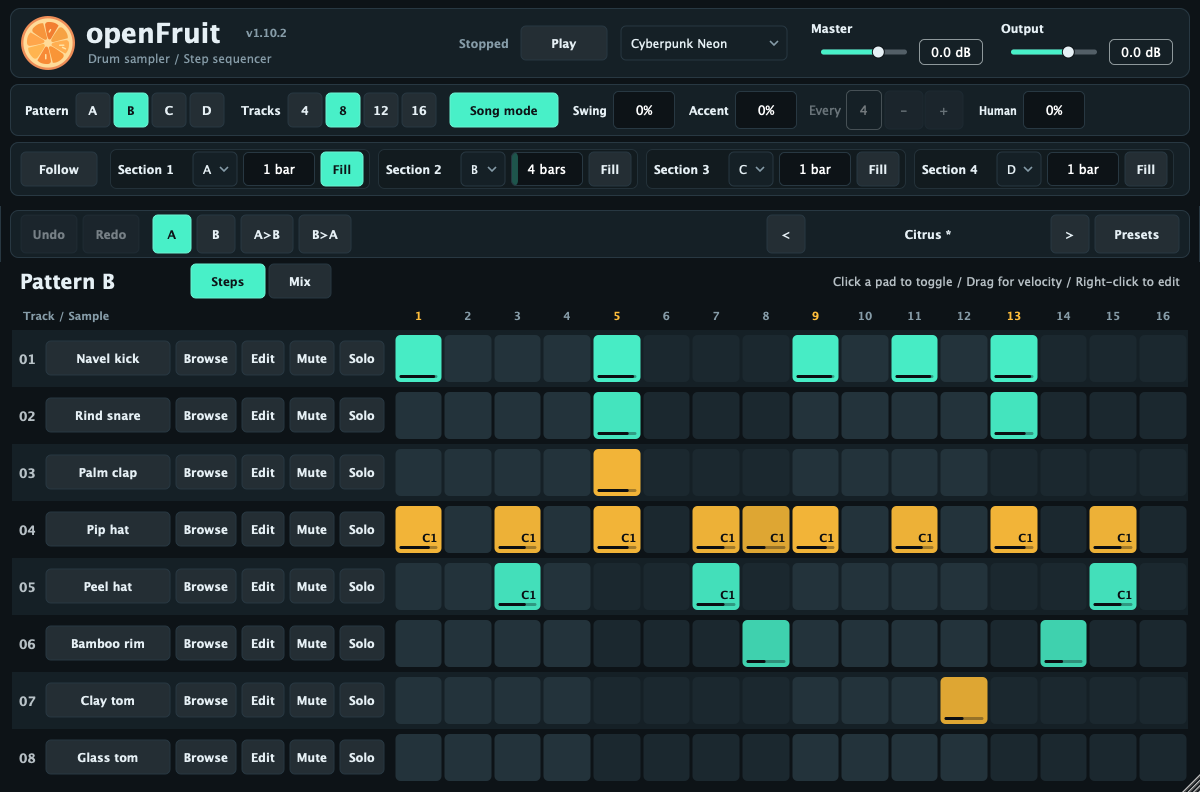 openFruit v1.10.2
Drum sampler / Step sequencer
Stopped Play Cyberpunk Neon
Master 0.0 dB
Output 0.0 dB
Pattern A B C D Tracks 4 8 12 16 Song mode Swing 0% Accent 0% Every 4 - + Human 0%
Follow Section 1 A 1 bar Fill Section 2 B 4 bars Fill Section 3 C 1 bar Fill Section 4 D 1 bar Fill
Undo Redo A B A>B B>A < Citrus * > Presets
Pattern B Steps Mix Click a pad to toggle / Drag for velocity / Right-click to edit
Track / Sample 1 2 3 4 5 6 7 8 9 10 11 12 13 14 15 16
01 Navel kick Browse Edit Mute Solo
02 Rind snare Browse Edit Mute Solo
03 Palm clap Browse Edit Mute Solo
04 Pip hat Browse Edit Mute Solo C1 C1 C1 C1 C1 C1 C1 C1 C1
05 Peel hat Browse Edit Mute Solo C1 C1 C1
06 Bamboo rim Browse Edit Mute Solo
07 Clay tom Browse Edit Mute Solo
08 Glass tom Browse Edit Mute Solo